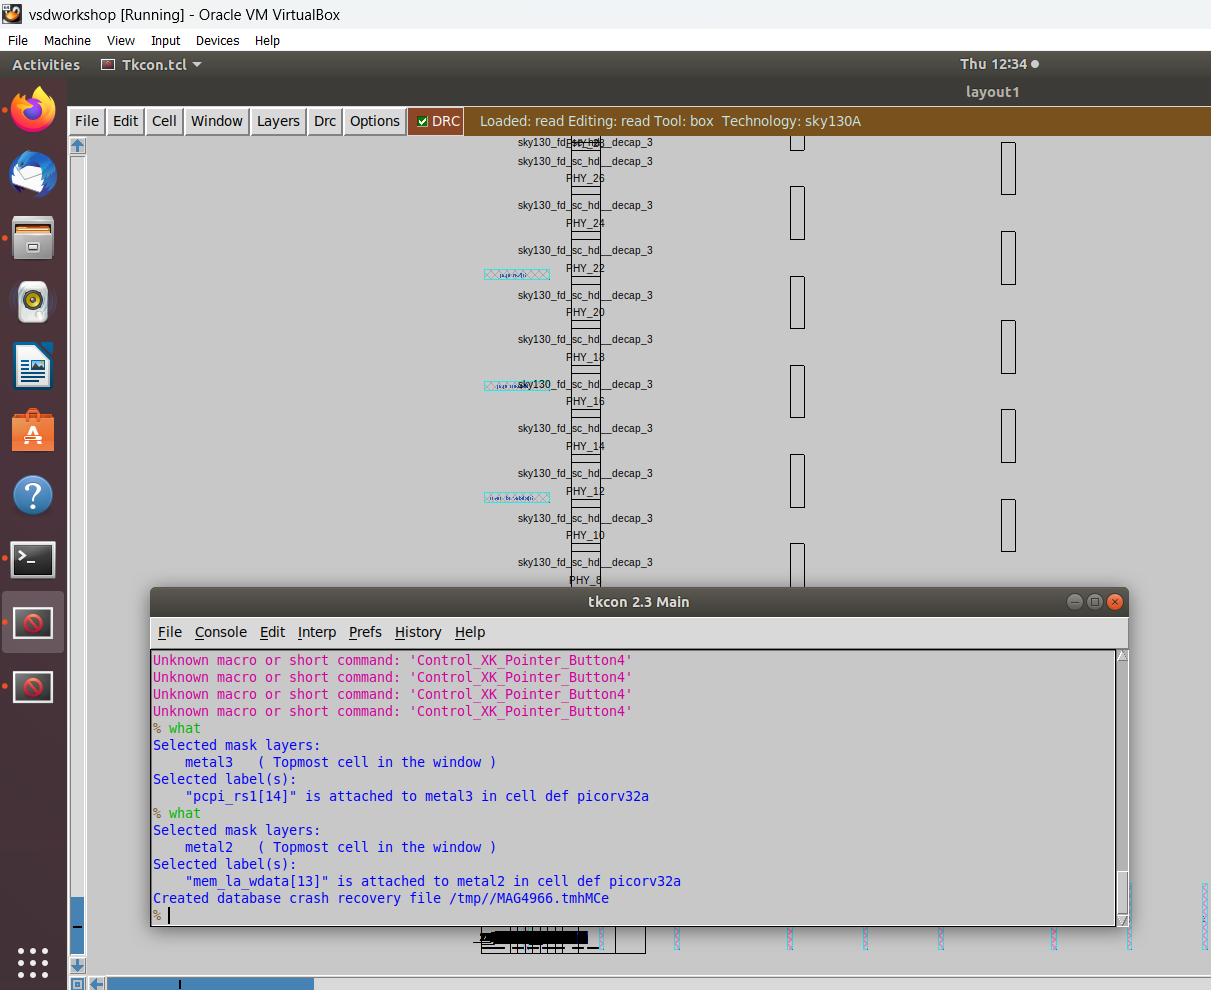 vsdworkshop [Running] - Oracle VM VirtualBox
File Machine View Input Devices Help
Activities Tkcon.tcl Thu 12:34
layout1
File Edit Cell Window Layers Drc Options DRC Loaded: read Editing: read Tool: box Technology: sky130A
sky130_fd_sc_hd__decap_3
sky130_fd_sc_hd__decap_3
PHY_26
sky130_fd_sc_hd__decap_3
PHY_24
sky130_fd_sc_hd__decap_3
PHY_22
sky130_fd_sc_hd__decap_3
PHY_20
sky130_fd_sc_hd__decap_3
PHY_18
sky130_fd_sc_hd__decap_3
PHY_16
sky130_fd_sc_hd__decap_3
PHY_14
sky130_fd_sc_hd__decap_3
PHY_12
sky130_fd_sc_hd__decap_3
PHY_10
sky130_fd_sc_hd__decap_3
PHY_8
tkcon 2.3 Main
File Console Edit Interp Prefs History Help
Unknown macro or short command: 'Control_XK_Pointer_Button4'
Unknown macro or short command: 'Control_XK_Pointer_Button4'
Unknown macro or short command: 'Control_XK_Pointer_Button4'
Unknown macro or short command: 'Control_XK_Pointer_Button4'
% what
Selected mask layers:
metal3 ( Topmost cell in the window )
Selected label(s):
"pcpi_rs1[14]" is attached to metal3 in cell def picorv32a
% what
Selected mask layers:
metal2 ( Topmost cell in the window )
Selected label(s):
"mem_la_wdata[13]" is attached to metal2 in cell def picorv32a
Created database crash recovery file /tmp//MAG4966.tmhMCe
%